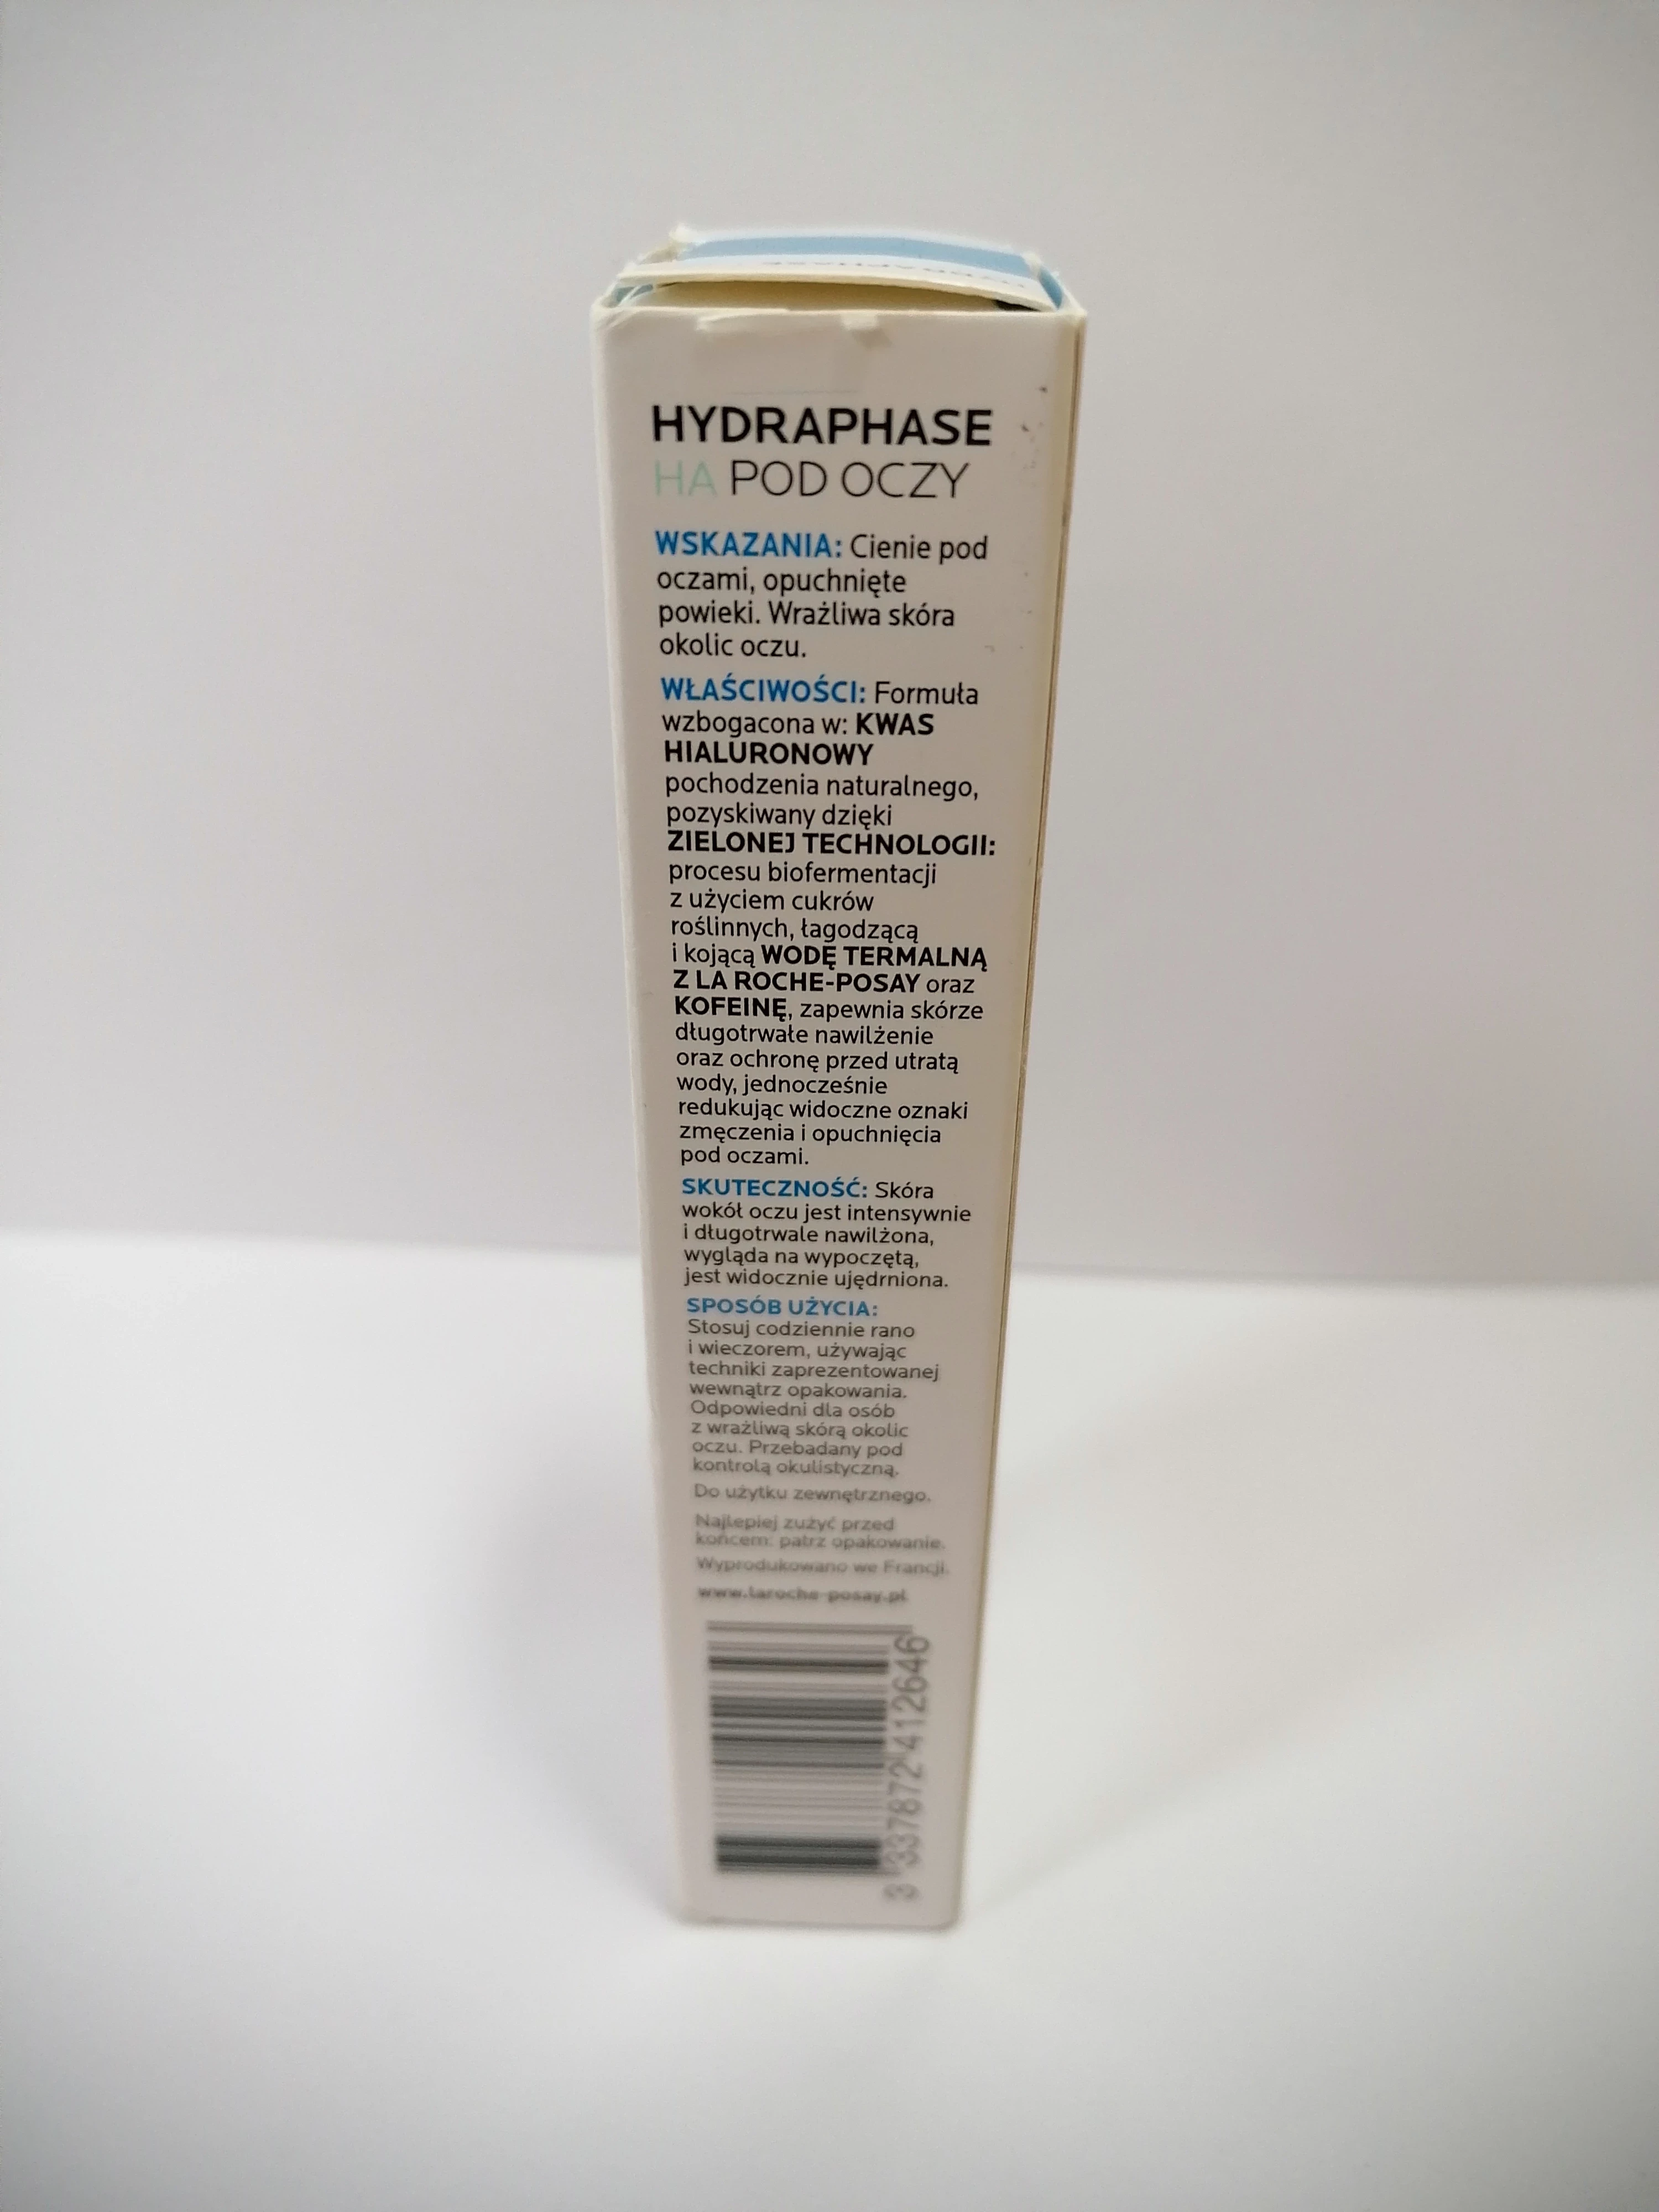 HYDRAPHASE
HYDRAPHASE
HA POD OCZY
WSKAZANIA: Cienie pod
oczami, opuchnięte
powieki. Wrażliwa skóra
okolic oczu.
WŁAŚCIWOŚCI: Formuła
wzbogacona w: KWAS
HIALURONOWY
pochodzenia naturalnego,
pozyskiwany dzięki
ZIELONEJ TECHNOLOGII:
procesu biofermentacji
z użyciem cukrów
roślinnych, łagodzącą
i kojącą WODĘ TERMALNĄ
Z LA ROCHE-POSAY oraz
KOFEINĘ, zapewnia skórze
długotrwałe nawilżenie
oraz ochronę przed utratą
wody, jednocześnie
redukując widoczne oznaki
zmęczenia i opuchnięcia
pod oczami.
SKUTECZNOŚĆ: Skóra
wokół oczu jest intensywnie
i długotrwale nawilżona,
wygląda na wypoczętą,
jest widocznie ujędrniona.
SPOSÓB UŻYCIA:
Stosuj codziennie rano
i wieczorem, używając
techniki zaprezentowanej
wewnątrz opakowania.
Odpowiedni dla osób
z wrażliwą skórą okolic
oczu. Przebadany pod
kontrolą okulistyczną.
Do użytku zewnętrznego.
Najlepiej zużyć przed
końcem: patrz opakowanie.
Wyprodukowano we Francji.
www.laroche-posay.pl
3 337872 412646